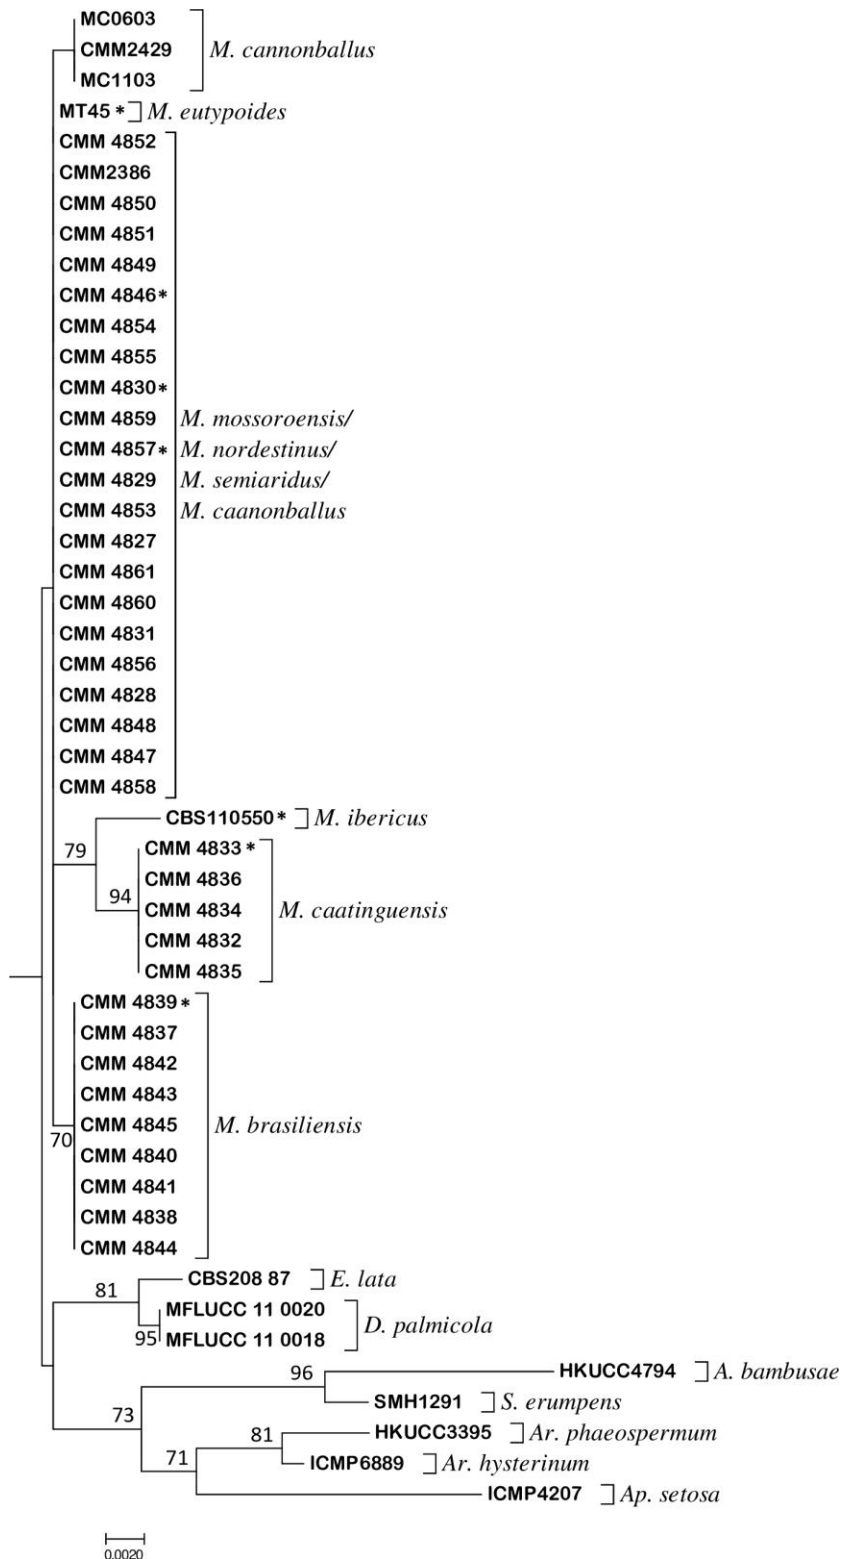 MC0603
CMM2429 M. cannonballus
MC1103
MT45 * M. eutypoides
CMM 4852
CMM2386
CMM 4850
CMM 4851
CMM 4849
CMM 4846*
CMM 4854
CMM 4855
CMM 4830*
CMM 4859 M. mossoroensis/
CMM 4857* M. nordestinus/
CMM 4829 M. semiaridus/
CMM 4853 M. caanonballus
CMM 4827
CMM 4861
CMM 4860
CMM 4831
CMM 4856
CMM 4828
CMM 4848
CMM 4847
CMM 4858
CBS110550 * M. ibericus
79 CMM 4833 *
CMM 4836
94 CMM 4834 M. caatinguensis
CMM 4832
CMM 4835
CMM 4839 *
CMM 4837
CMM 4842
CMM 4843
CMM 4845 M. brasiliensis
70 CMM 4840
CMM 4841
CMM 4838
CMM 4844
CBS208 87 E. lata
81 MFLUCC 11 0020
D. palmicola
95 MFLUCC 11 0018
96 HKUCC4794 A. bambusae
SMH1291 S. erumpens
73 81 HKUCC3395 Ar. phaeospermum
71 ICMP6889 Ar. hysterinum
ICMP4207 Ap. setosa
0.0020